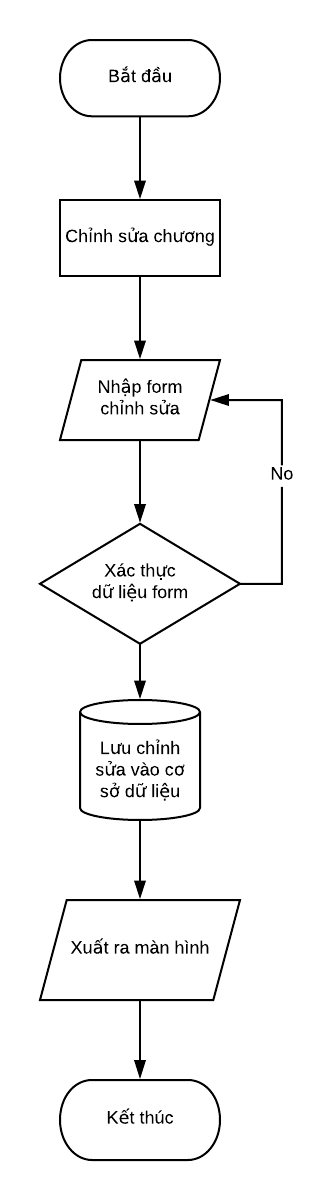 Bắt đầu
Chỉnh sửa chương
Nhập form
chỉnh sửa
No
Xác thực
dữ liệu form
Lưu chỉnh
sửa vào cơ
sở dữ liệu
Xuất ra màn hình
Kết thúc